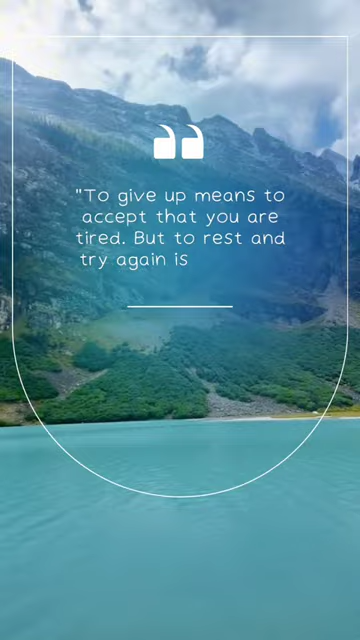 "To give up means to
accept that you are
tired. But to rest and
try again is